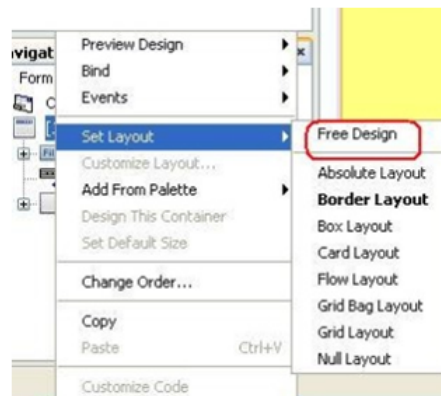 avigat
Form
Preview Design
Bind
Events
Set Layout
Customize Layout...
Add From Palette
Design This Container
Set Default Size
Change Order...
Copy
Paste Ctrl+V
Customize Code
Free Design
Absolute Layout
Border Layout
Box Layout
Card Layout
Flow Layout
Grid Bag Layout
Grid Layout
Null Layout